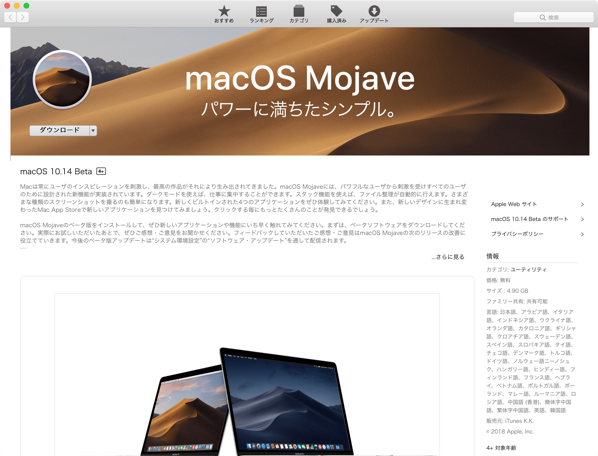 おすすめ
ランキング
カテゴリ
購入済み
アップデート
検索
macOS Mojave
パワーに満ちたシンプル。
ダウンロード
macOS 10.14 Beta 4+
Macは常にユーザのインスピレーションを刺激し、最高の作品がそれにより生み出されてきました。macOS Mojaveには、パワフルなユーザから刺激を受けすべてのユーザ
のために設計された新機能が実装されています。ダークモードを使えば、仕事に集中することができます。スタック機能を使えば、ファイル整理が自動的に行えます。さまざ
まな種類のスクリーンショットを撮るのも簡単になります。新しくビルトインされた4つのアプリケーションをぜひ体験してみてください。また、新しいデザインに生まれ変
わったMac App Storeで新しいアプリケーションを見つけてみましょう。クリックする毎にもっとたくさんのことが発見できるでしょう。
macOS Mojaveのベータ版をインストールして、ぜひ新しいアプリケーションや機能にいち早く触れてみてください。まずは、ベータソフトウェアをダウンロードしてくだ
さい。実際にお試しいただいたあとで、ぜひご感想・ご意見をお聞かせください。フィードバックしていただいたご感想・ご意見はmacOS Mojaveの次のリリースの改善に
役立てていきます。今後のベータ版アップデートは“システム環境設定”の“ソフトウェア・アップデート”を通して配信されます。
...
...さらに見る
Apple Web サイト
macOS 10.14 Beta のサポート
プライバシーポリシー
情報
カテゴリ: ユーティリティ
価格: 無料
サイズ : 4.90 GB
ファミリー共有: 共有可能
言語: 日本語、アラビア語、イタリア
語、インドネシア語、ウクライナ語、
オランダ語、カタロニア語、ギリシャ
語、クロアチア語、スウェーデン語、
スペイン語、スロバキア語、タイ語、
チェコ語、デンマーク語、トルコ語、
ドイツ語、ノルウェー語ニーノシュ
ク、ハンガリー語、ヒンディー語、フ
ィンランド語、フランス語、ヘブラ
イ、ベトナム語、ポルトガル語、ポー
ランド、マレー語、ルーマニア語、ロ
シア語、中国語 (香港)、簡体字中国
語、繁体字中国語、英語、韓国語
販売元: iTunes K.K.
© 2018 Apple, Inc.
4+ 対象年齢